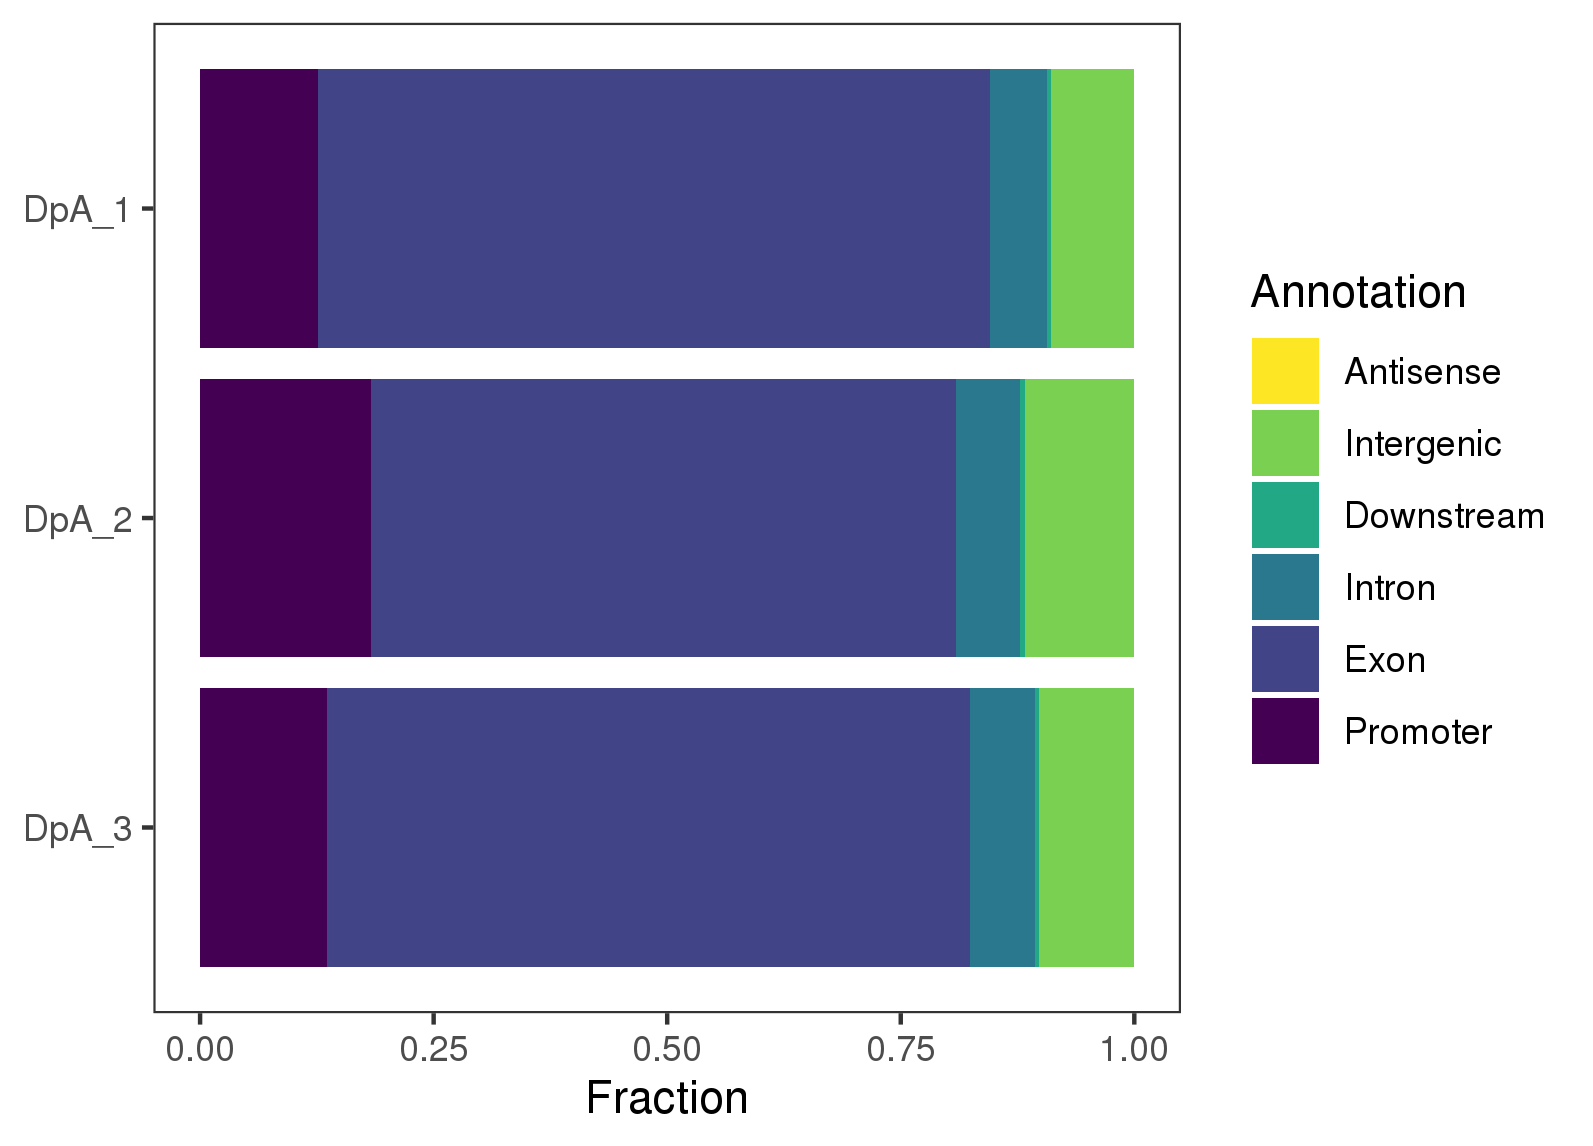 DpA_1
DpA_2
DpA_3
0.00 0.25 0.50 0.75 1.00
Fraction
Annotation
Antisense
Intergenic
Downstream
Intron
Exon
Promoter